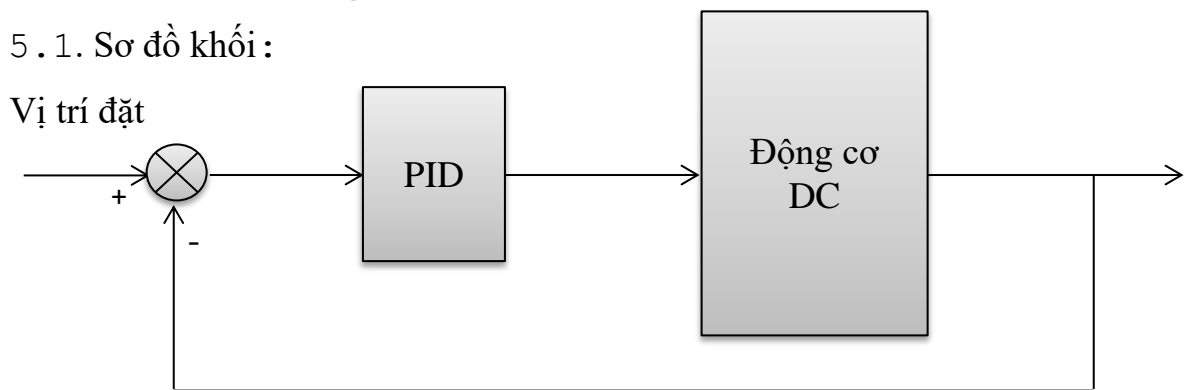 5.1. Sơ đồ khối:
Vị trí đặt
+
-
PID
Động cơ
DC